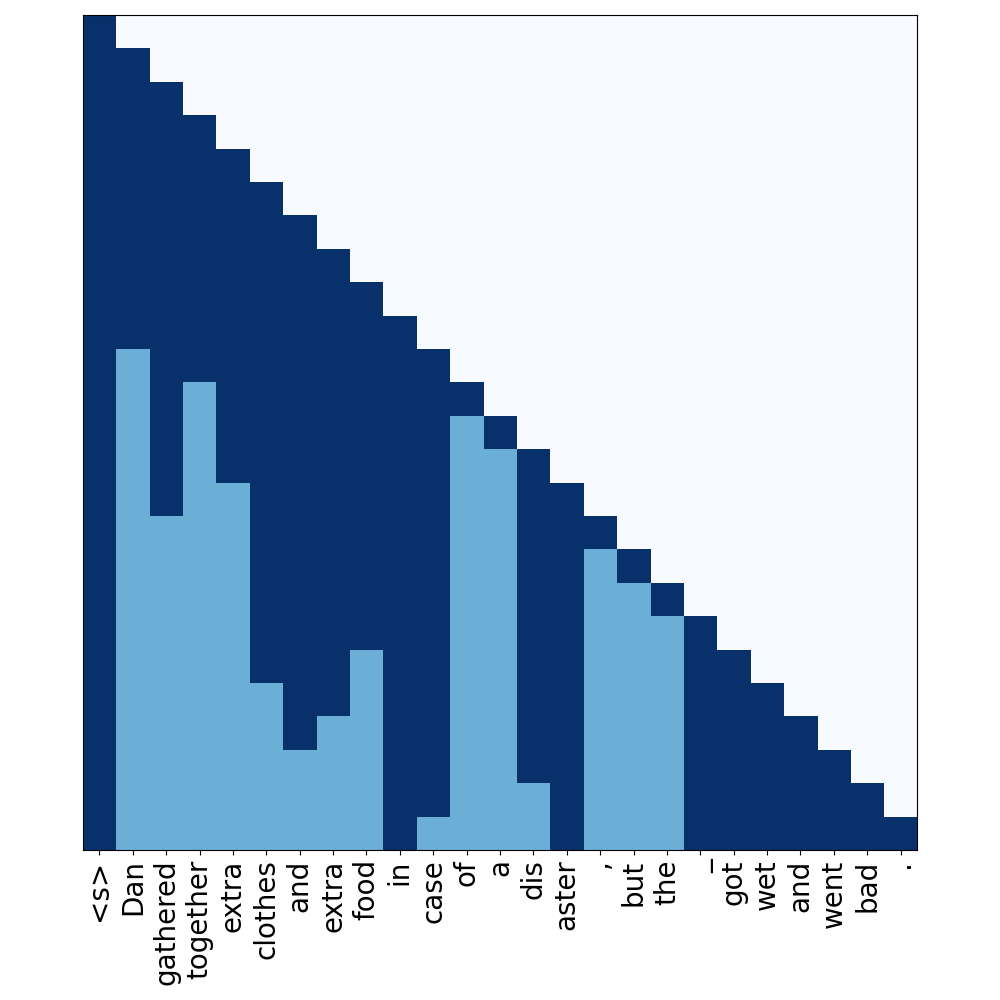 <s> Dan gathered together extra clothes and extra food in case of a dis aster , but the _ got wet and went bad .